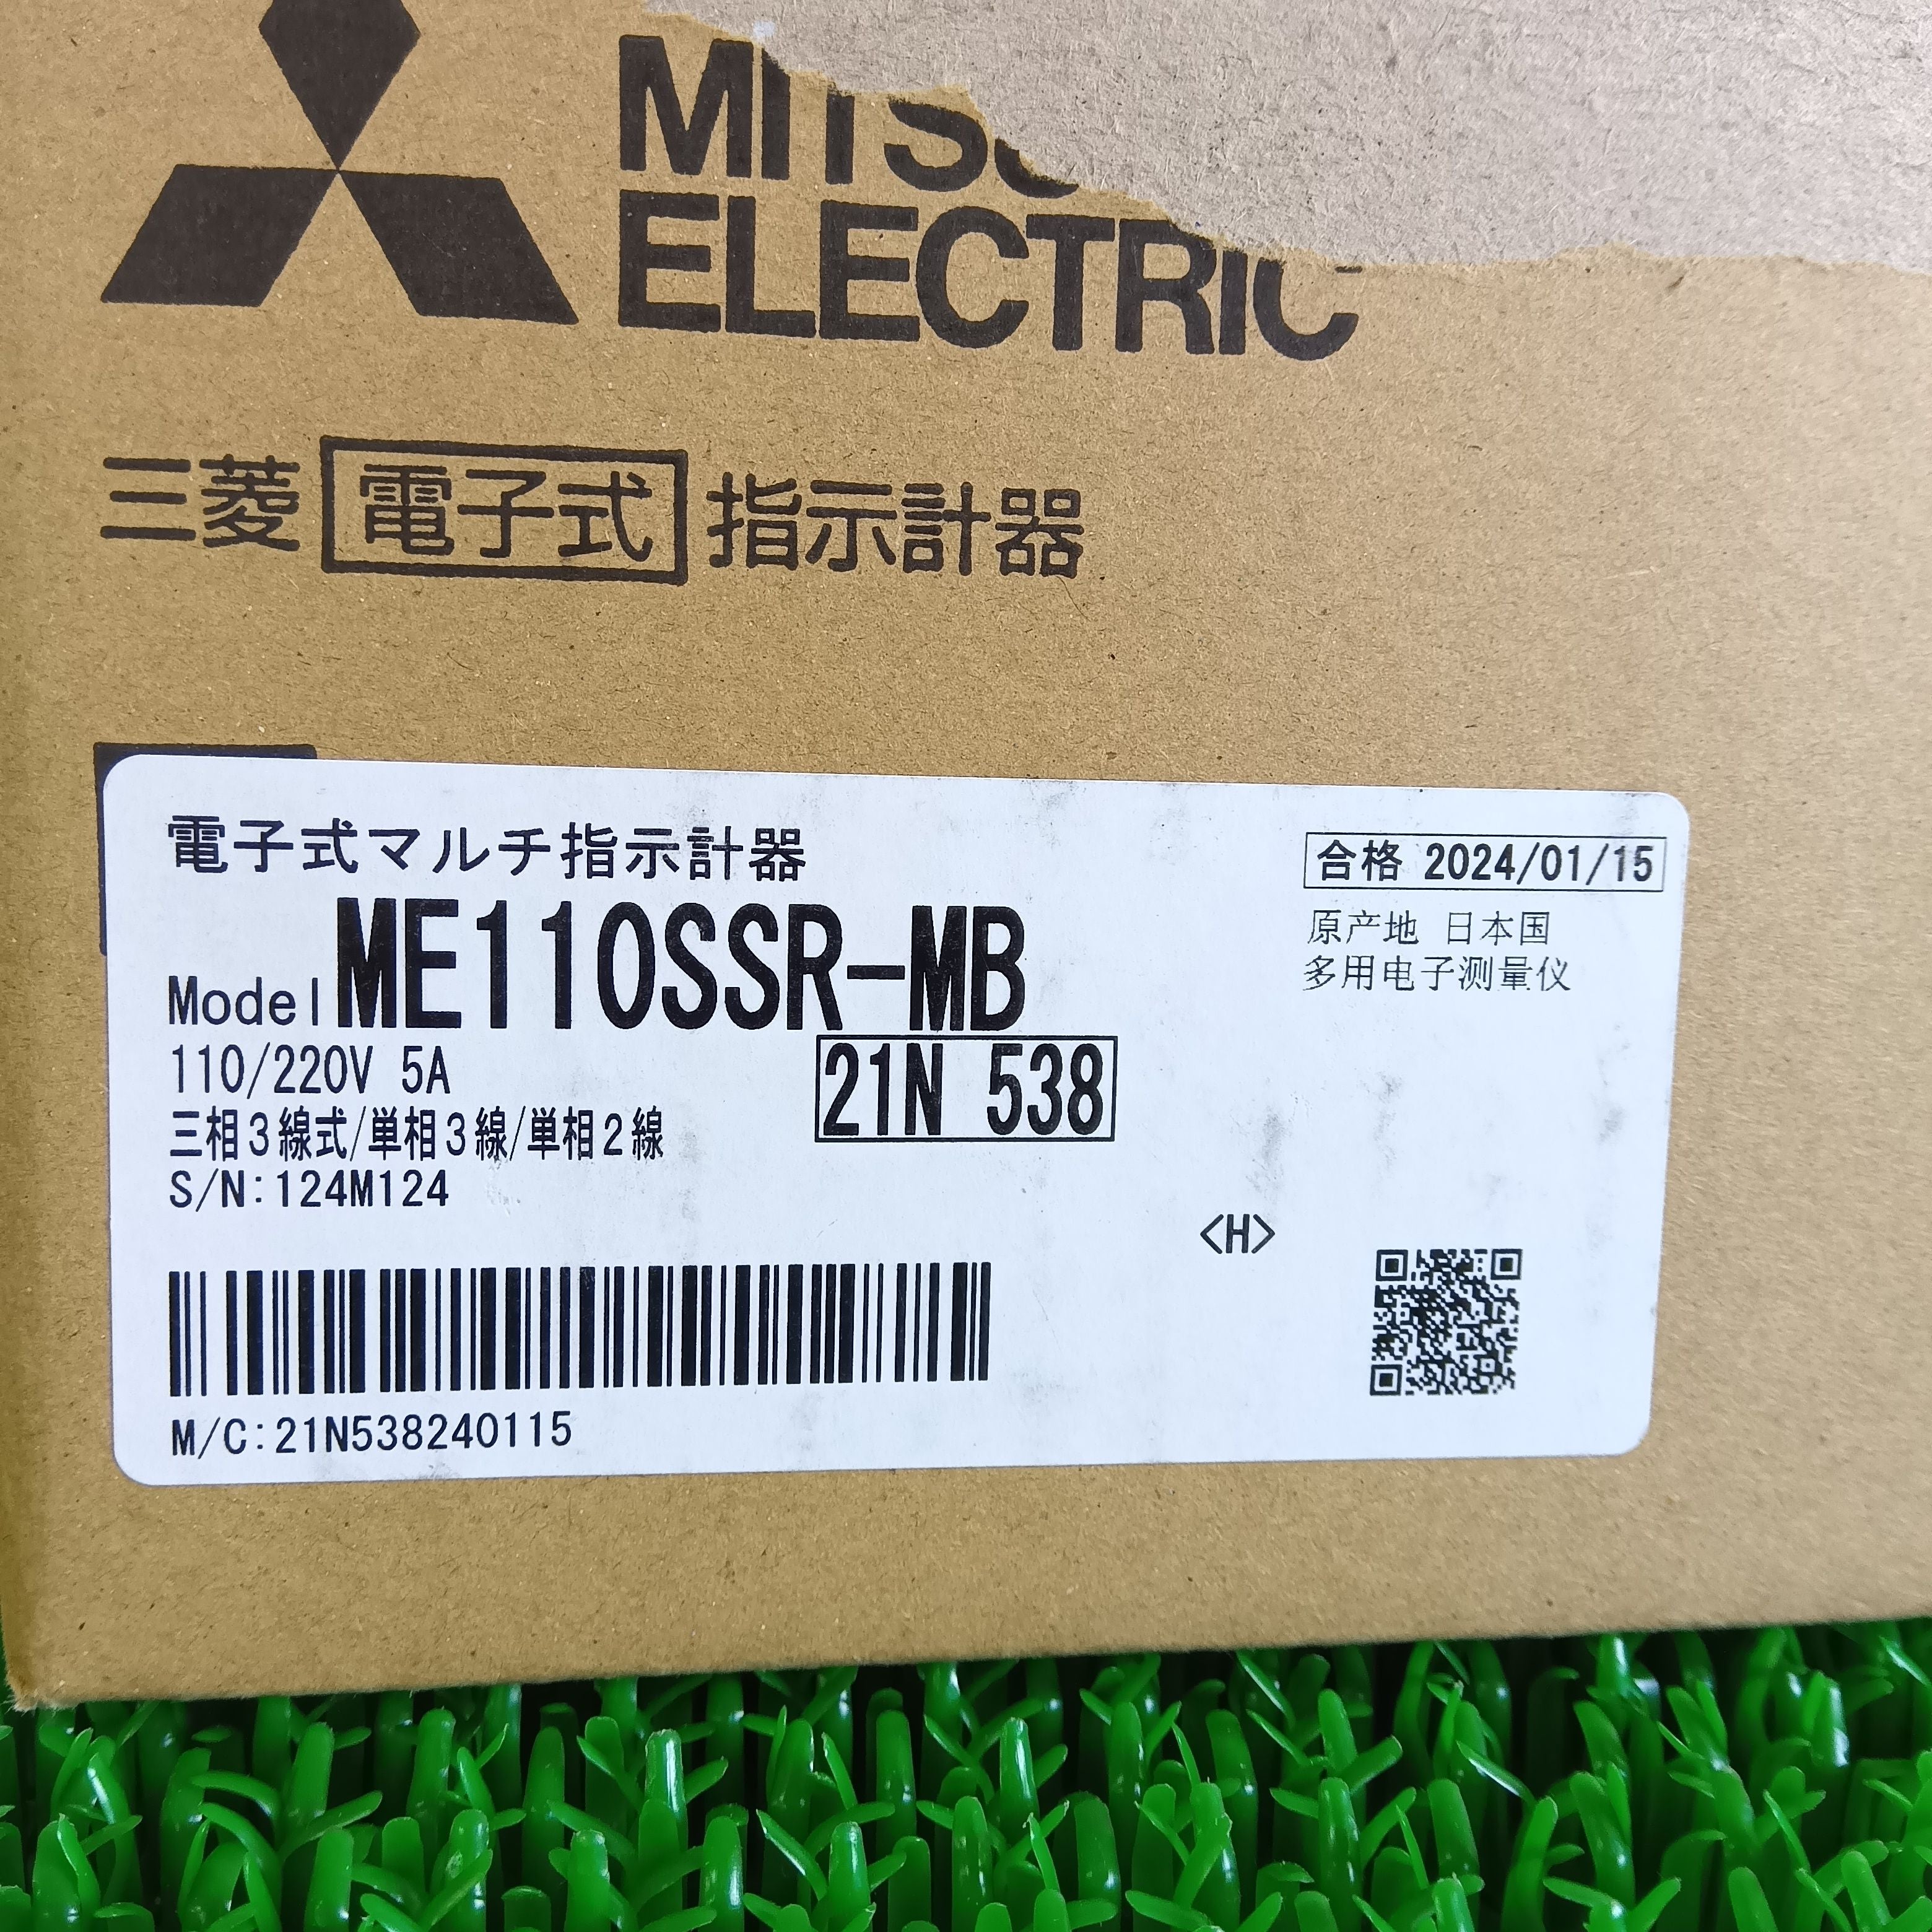 ELECTRIC
三菱 電子式 指示計器
電子式マルチ指示計器
合格 2024/01/15
Model ME110SSR-MB
原产地 日本国
多用电子测量仪
110/220V 5A
21N 538
三相3線式/単相3線/単相2線
S/N:124M124
<H>
M/C:21N538240115